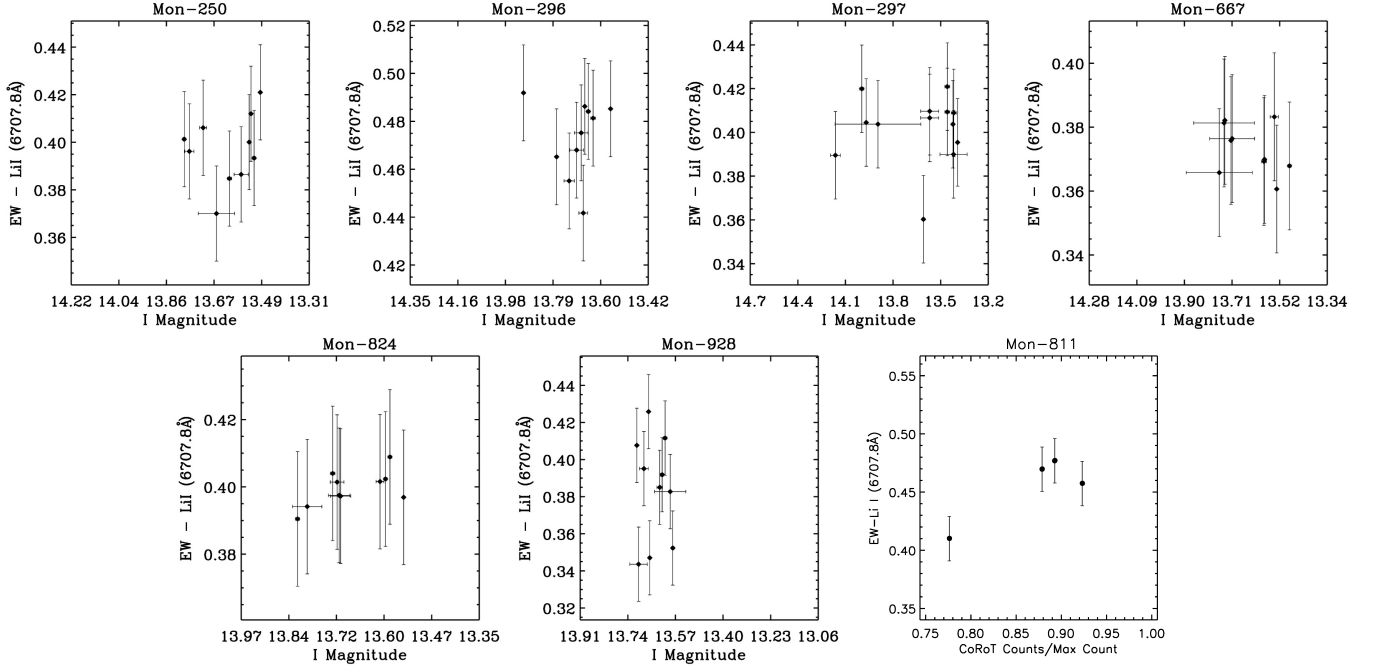 Mon-250
EW - LiI (6707.8Å)
0.44
0.42
0.40
0.38
0.36
14.22 14.04 13.86 13.67 13.49 13.31
I Magnitude
Mon-296
EW - LiI (6707.8Å)
0.52
0.50
0.48
0.46
0.44
0.42
14.35 14.16 13.98 13.79 13.60 13.42
I Magnitude
Mon-297
EW - LiI (6707.8Å)
0.44
0.42
0.40
0.38
0.36
0.34
14.7 14.4 14.1 13.8 13.5 13.2
I Magnitude
Mon-667
EW - LiI (6707.8Å)
0.40
0.38
0.36
0.34
14.28 14.09 13.90 13.71 13.52 13.34
I Magnitude
Mon-824
EW - LiI (6707.8Å)
0.42
0.40
0.38
13.97 13.84 13.72 13.60 13.47 13.35
I Magnitude
Mon-928
EW - LiI (6707.8Å)
0.44
0.42
0.40
0.38
0.36
0.34
0.32
13.91 13.74 13.57 13.40 13.23 13.06
I Magnitude
Mon-811
EW-Li I (6707.8Å)
0.55
0.50
0.45
0.40
0.35
0.75 0.80 0.85 0.90 0.95 1.00
CoRoT Counts/Max Count